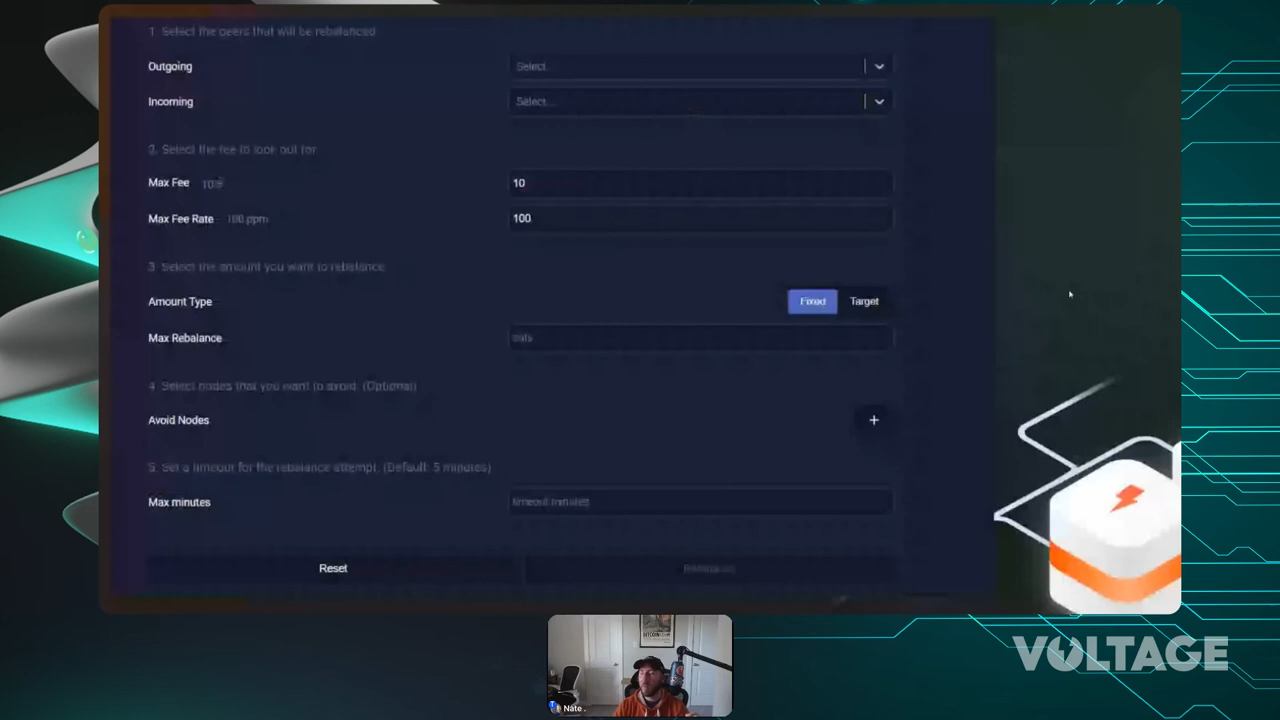 1. Select the peers that will be rebalanced
Outgoing
Select...
Incoming
Select...
2. Select the fee to look out for
Max Fee
10
Max Fee Rate 100 ppm
100
3. Select the amount you want to rebalance
Amount Type
Fixed
Target
Max Rebalance
sats
4. Select nodes that you want to avoid. (Optional)
Avoid Nodes
+
5. Set a timeout for the rebalance attempt. (Default: 5 minutes)
Max minutes
timeout minutes
Reset
VOLTAGE
Nate .